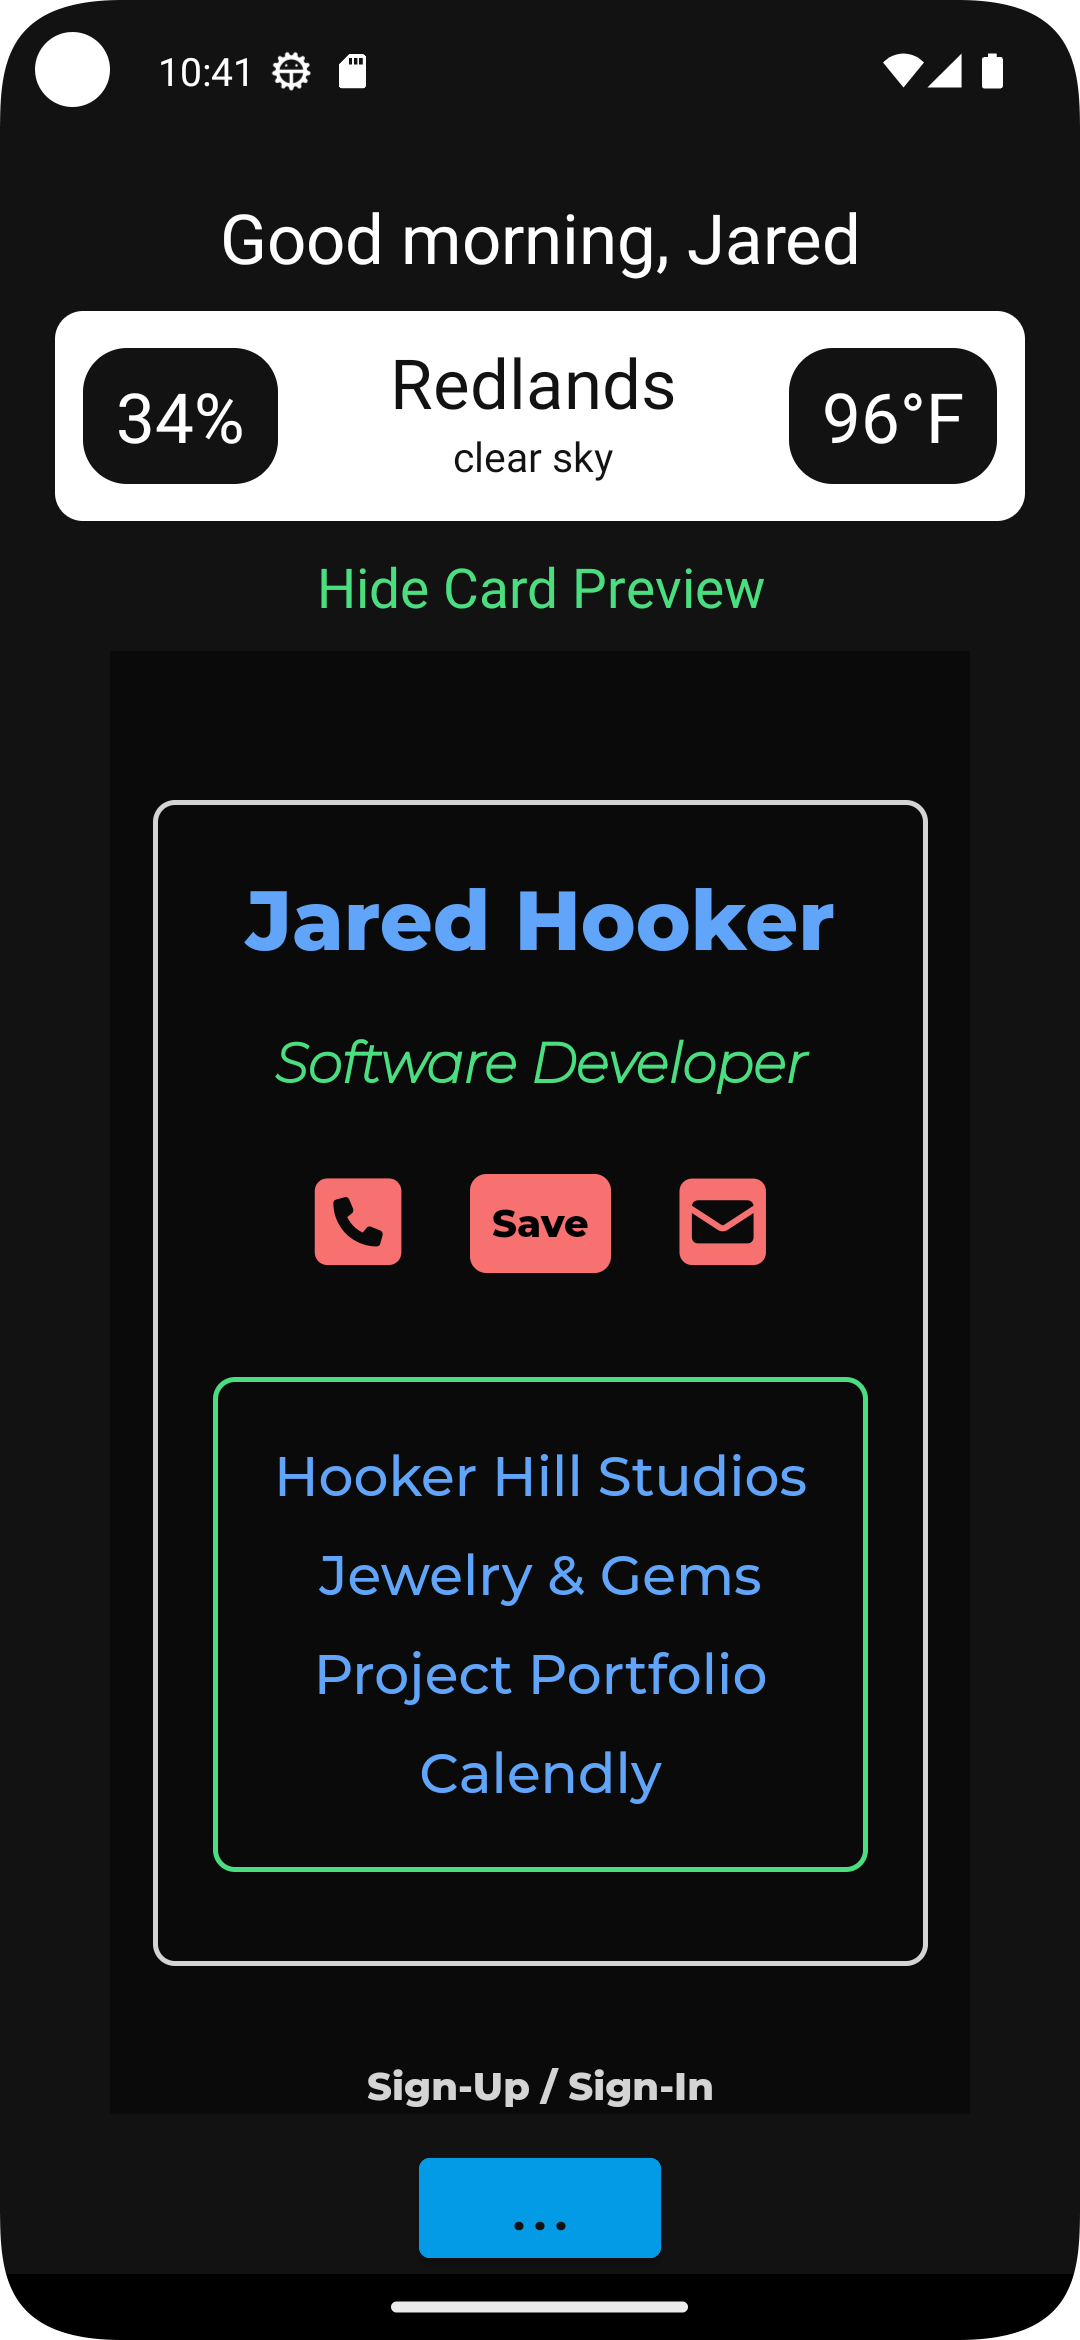 10:41
Good morning, Jared
34%
Redlands
clear sky
96°F
Hide Card Preview
Jared Hooker
Software Developer
Save
Hooker Hill Studios
Jewelry & Gems
Project Portfolio
Calendly
Sign-Up / Sign-In
...